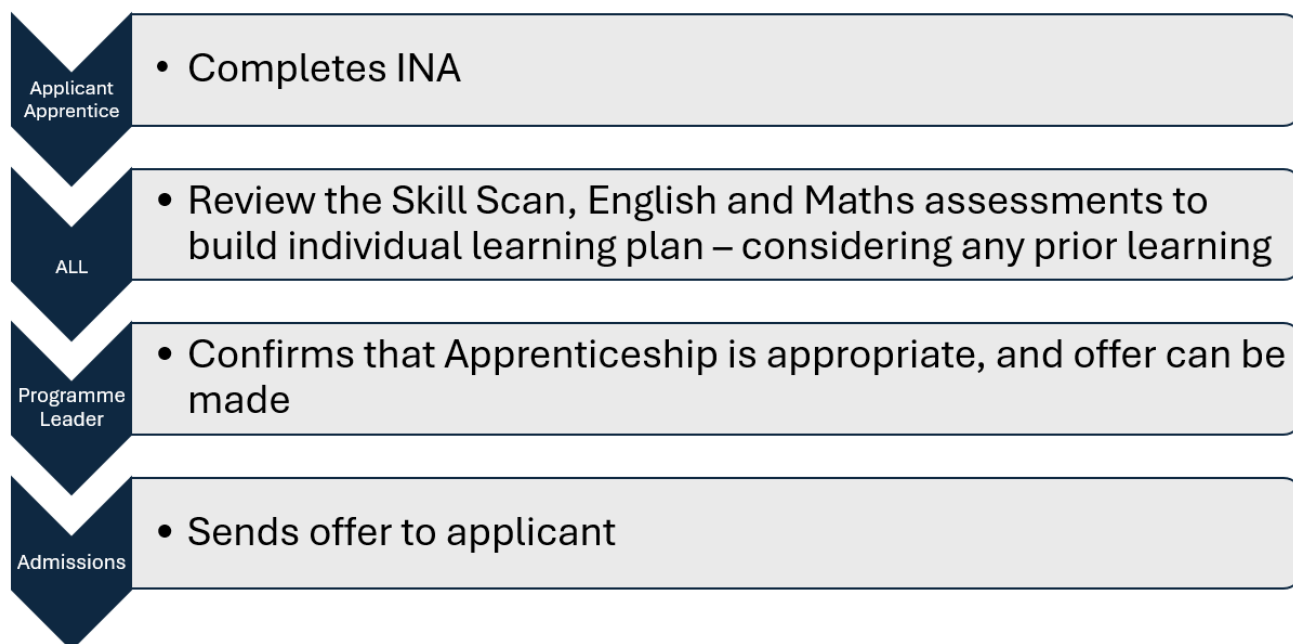 Applicant
Apprentice
• Completes INA
ALL
• Review the Skill Scan, English and Maths assessments to
build individual learning plan – considering any prior learning
Programme
Leader
• Confirms that Apprenticeship is appropriate, and offer can be
made
Admissions
• Sends offer to applicant